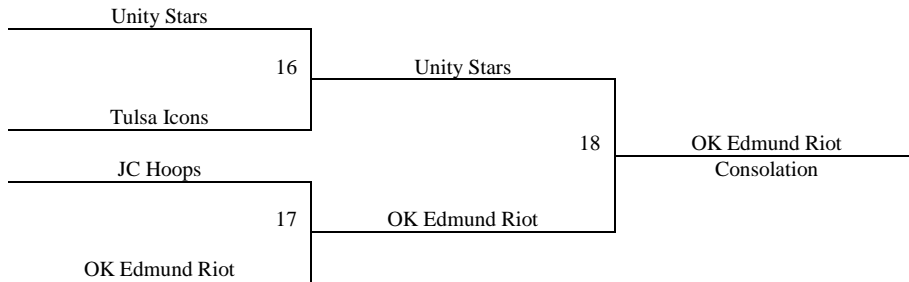 Unity Stars
16
Unity Stars
Tulsa Icons
18
OK Edmund Riot
Consolation
JC Hoops
17
OK Edmund Riot
OK Edmund Riot